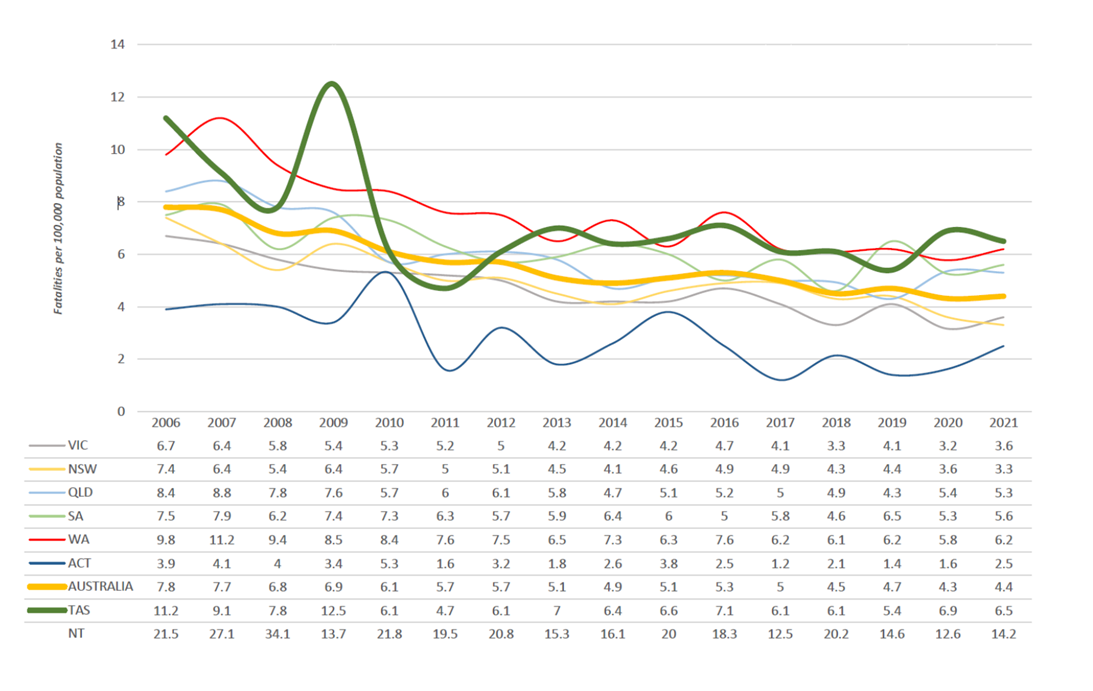 14
12
10
8
6
4
2
0
Fatalities per 100,000 population
2006 2007 2008 2009 2010 2011 2012 2013 2014 2015 2016 2017 2018 2019 2020 2021
VIC 6.7 6.4 5.8 5.4 5.3 5.2 5 4.2 4.2 4.2 4.7 4.1 3.3 4.1 3.2 3.6
NSW 7.4 6.4 5.4 6.4 5.7 5 5.1 4.5 4.1 4.6 4.9 4.9 4.3 4.4 3.6 3.3
QLD 8.4 8.8 7.8 7.6 5.7 6 6.1 5.8 4.7 5.1 5.2 5 4.9 4.3 5.4 5.3
SA 7.5 7.9 6.2 7.4 7.3 6.3 5.7 5.9 6.4 6 5 5.8 4.6 6.5 5.3 5.6
WA 9.8 11.2 9.4 8.5 8.4 7.6 7.5 6.5 7.3 6.3 7.6 6.2 6.1 6.2 5.8 6.2
ACT 3.9 4.1 4 3.4 5.3 1.6 3.2 1.8 2.6 3.8 2.5 1.2 2.1 1.4 1.6 2.5
AUSTRALIA 7.8 7.7 6.8 6.9 6.1 5.7 5.7 5.1 4.9 5.1 5.3 5 4.5 4.7 4.3 4.4
TAS 11.2 9.1 7.8 12.5 6.1 4.7 6.1 7 6.4 6.6 7.1 6.1 6.1 5.4 6.9 6.5
NT 21.5 27.1 34.1 13.7 21.8 19.5 20.8 15.3 16.1 20 18.3 12.5 20.2 14.6 12.6 14.2